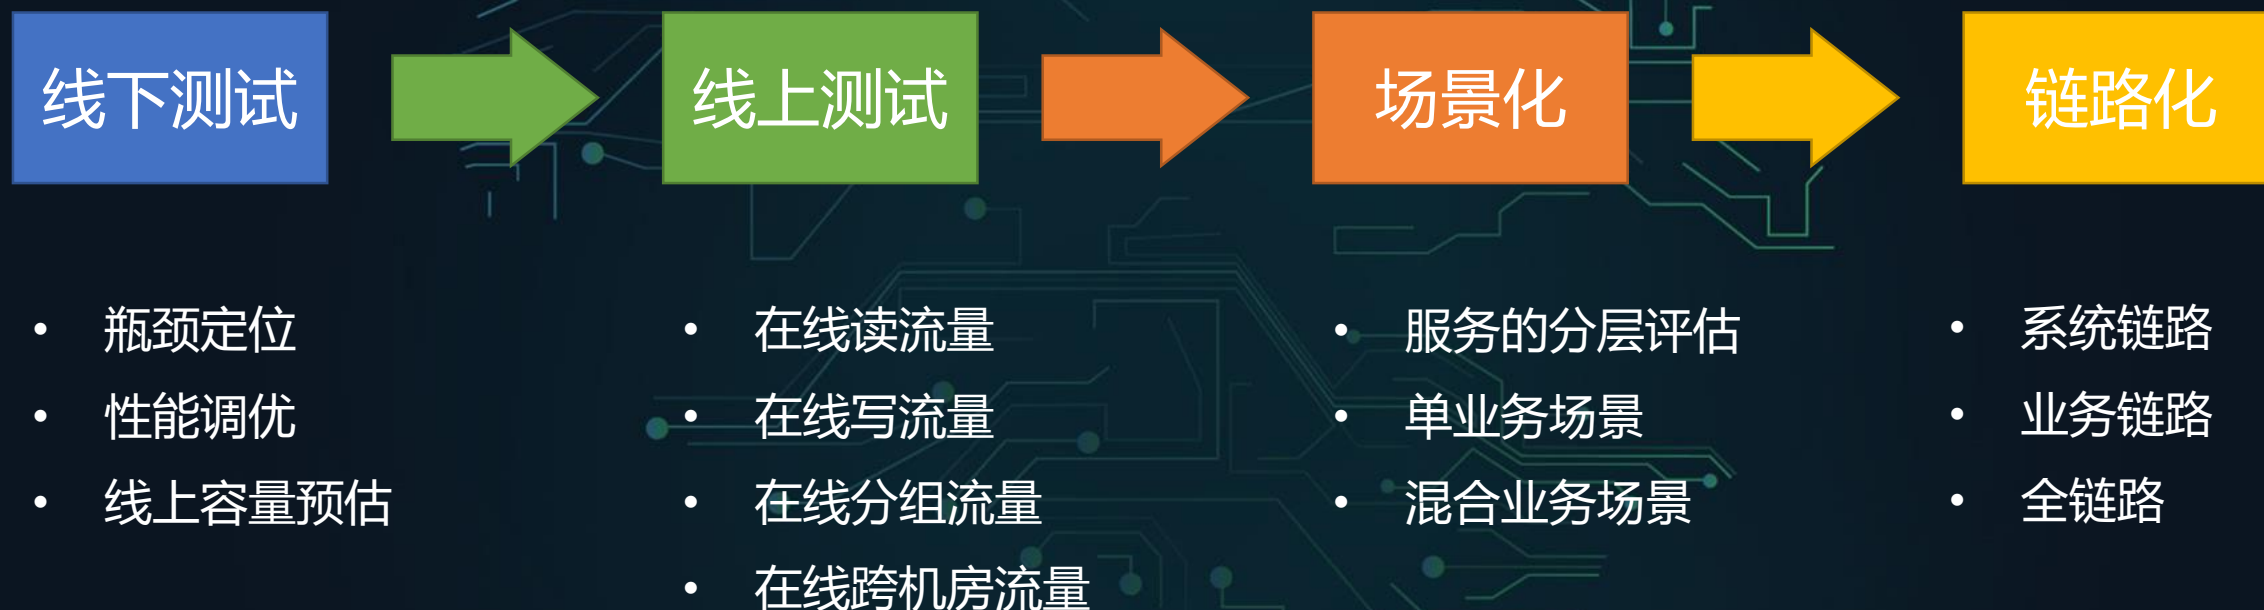 线下测试
线上测试
场景化
链路化
• 瓶颈定位
• 性能调优
• 线上容量预估
• 在线读流量
• 在线写流量
• 在线分组流量
• 在线跨机房流量
• 服务的分层评估
• 单业务场景
• 混合业务场景
• 系统链路
• 业务链路
• 全链路